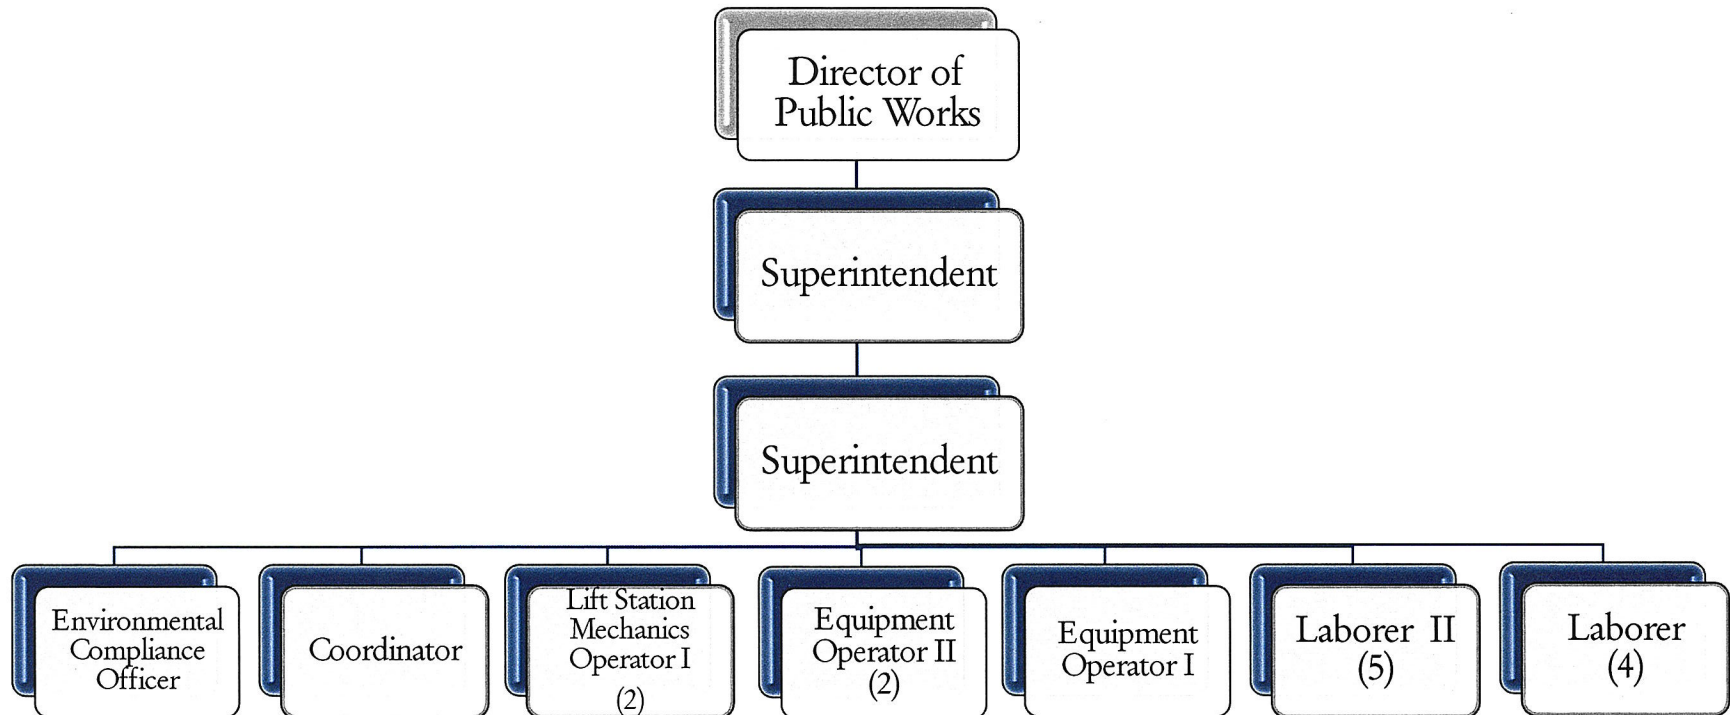 Director of
Public Works
Superintendent
Superintendent
Environmental
Compliance
Officer
Coordinator
Lift Station
Mechanics
Operator I
(2)
Equipment
Operator II
(2)
Equipment
Operator I
Laborer II
(5)
Laborer
(4)